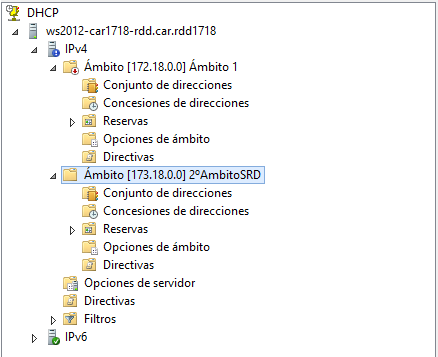 DHCP
ws2012-car1718-rdd.car.rdd1718
IPv4
Ámbito [172.18.0.0] Ámbito 1
Conjunto de direcciones
Concesiones de direcciones
Reservas
Opciones de ámbito
Directivas
Ámbito [173.18.0.0] 2ºAmbitoSRD
Conjunto de direcciones
Concesiones de direcciones
Reservas
Opciones de ámbito
Directivas
Opciones de servidor
Directivas
Filtros
IPv6